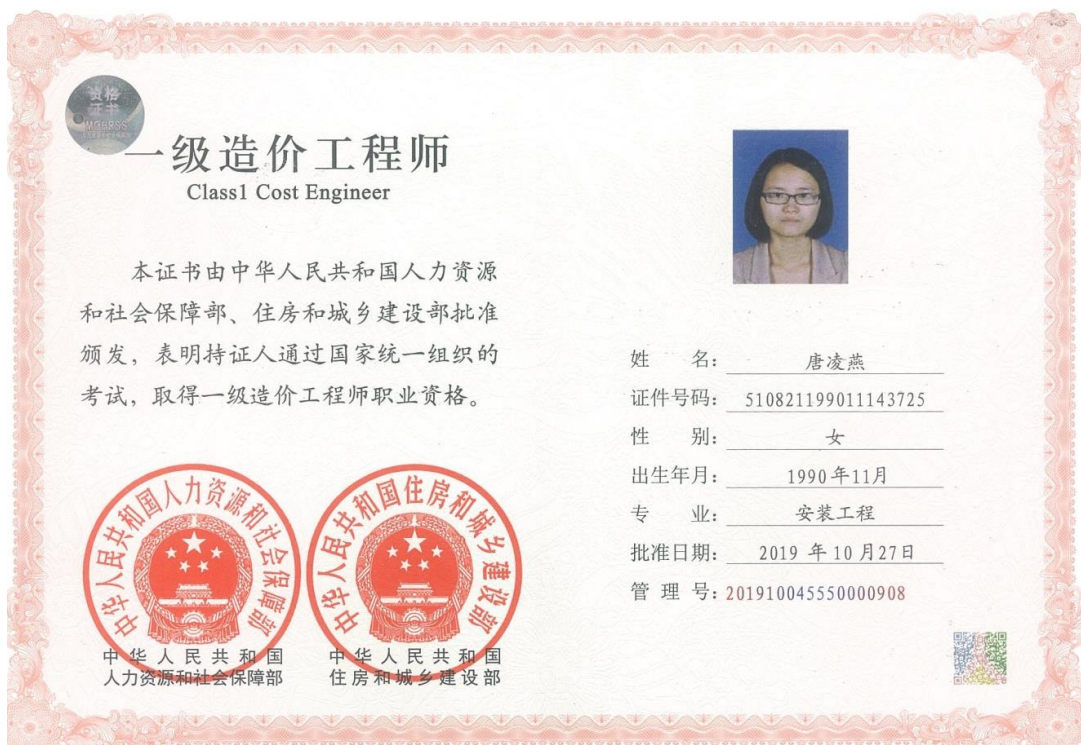 资格
证书
MOHRSS
一级造价工程师
Class1 Cost Engineer
本证书由中华人民共和国人力资源
和社会保障部、住房和城乡建设部批准
颁发，表明持证人通过国家统一组织的
考试，取得一级造价工程师职业资格。
中华人民共和国人力资源和社会保障部
中华人民共和国住房和城乡建设部
中华人民共和国
人力资源和社会保障部
中华人民共和国
住房和城乡建设部
姓 名： 唐凌燕
证件号码： 510821199011143725
性 别： 女
出生年月： 1990年11月
专 业： 安装工程
批准日期： 2019 年 10 月27日
管 理 号：201910045550000908